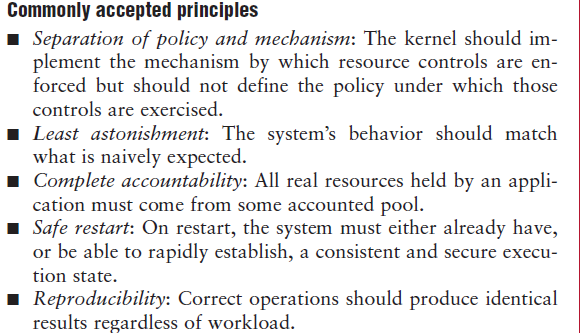 Commonly accepted principles
■ Separation of policy and mechanism: The kernel should im-
plement the mechanism by which resource controls are en-
forced but should not define the policy under which those
controls are exercised.
■ Least astonishment: The system's behavior should match
what is naively expected.
■ Complete accountability: All real resources held by an appli-
cation must come from some accounted pool.
■ Safe restart: On restart, the system must either already have,
or be able to rapidly establish, a consistent and secure execu-
tion state.
■ Reproducibility: Correct operations should produce identical
results regardless of workload.